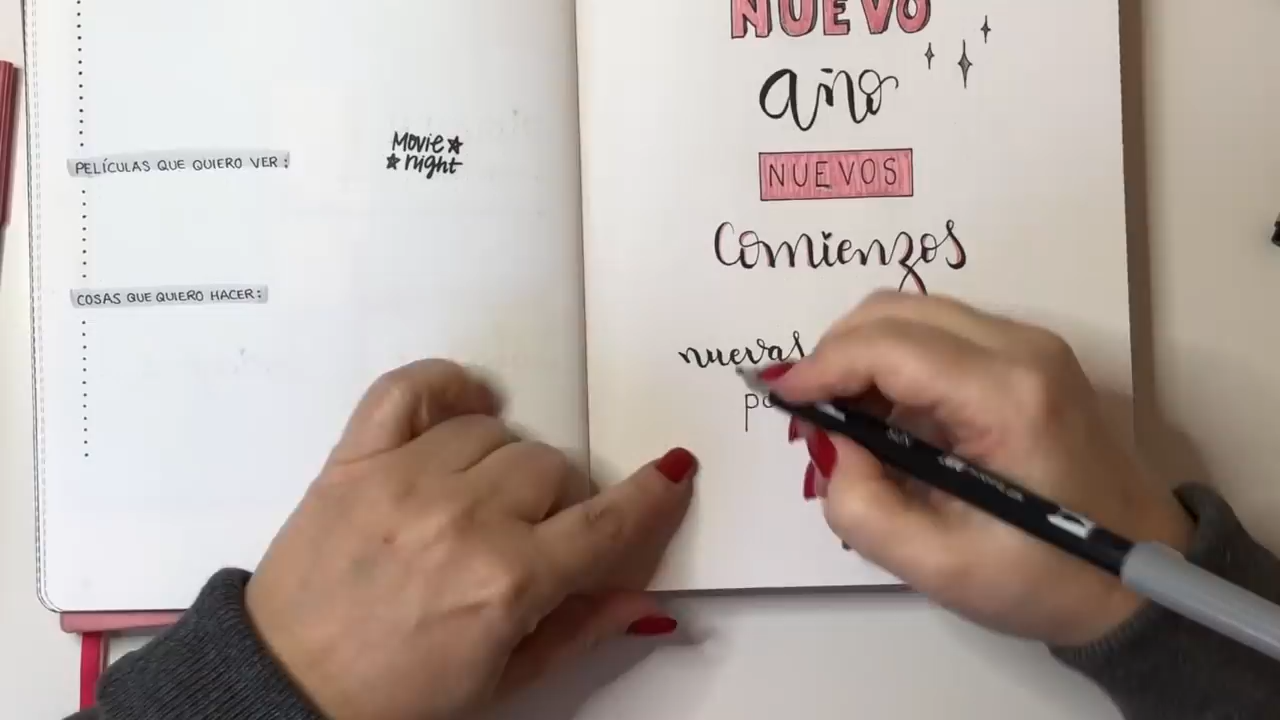 PELÍCULAS QUE QUIERO VER:
Movie
night
COSAS QUE QUIERO HACER:
NUEVO
año
NUEVOS
Comienzos
nuevas